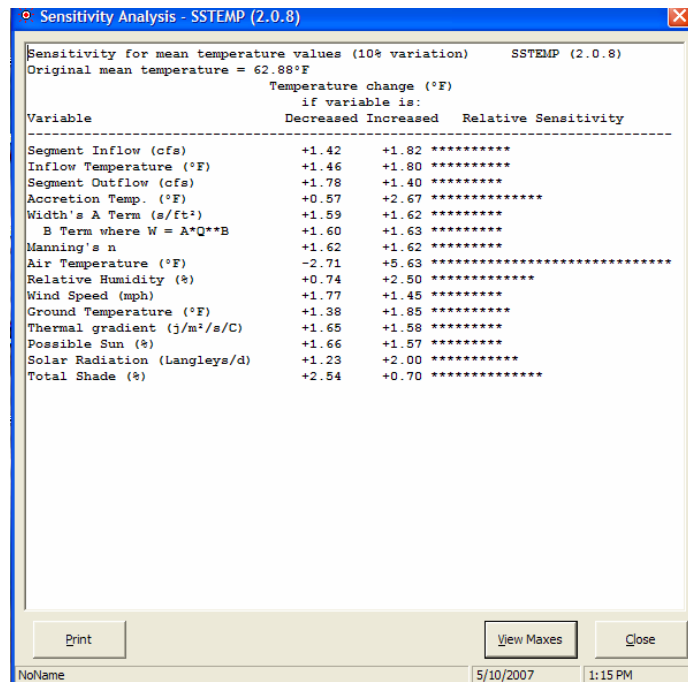 Sensitivity Analysis - SSTEMP (2.0.8)
Sensitivity for mean temperature values (10% variation) SSTEMP (2.0.8)
Original mean temperature = 62.88°F
Temperature change (°F)
if variable is:
Variable Decreased Increased Relative Sensitivity
--------------------------------------------------------------------------------
Segment Inflow (cfs) +1.42 +1.82 **********
Inflow Temperature (°F) +1.46 +1.80 **********
Segment Outflow (cfs) +1.78 +1.40 *********
Accretion Temp. (°F) +0.57 +2.67 **************
Width's A Term (s/ft²) +1.59 +1.62 *********
B Term where W = A*Q**B +1.60 +1.63 *********
Manning's n +1.62 +1.62 *********
Air Temperature (°F) -2.71 +5.63 ******************************
Relative Humidity (%) +0.74 +2.50 *************
Wind Speed (mph) +1.77 +1.45 *********
Ground Temperature (°F) +1.38 +1.85 **********
Thermal gradient (j/m²/s/C) +1.65 +1.58 *********
Possible Sun (%) +1.66 +1.57 *********
Solar Radiation (Langleys/d) +1.23 +2.00 ***********
Total Shade (%) +2.54 +0.70 **************
Print View Maxes Close
NoName 5/10/2007 1:15 PM